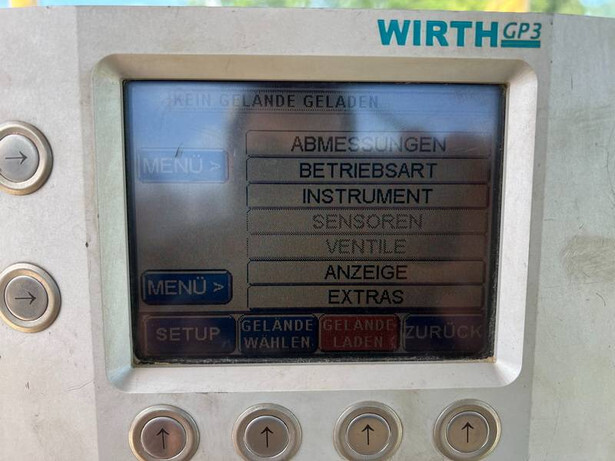 WIRTH GP3
KEIN GELÄNDE GELADEN
ABMESSUNGEN
MENÜ >
BETRIEBSART
INSTRUMENT
SENSOREN
VENTILE
ANZEIGE
MENÜ >
EXTRAS
SETUP
GELÄNDE
WÄHLEN
GELÄNDE
LADEN
ZURÜCK